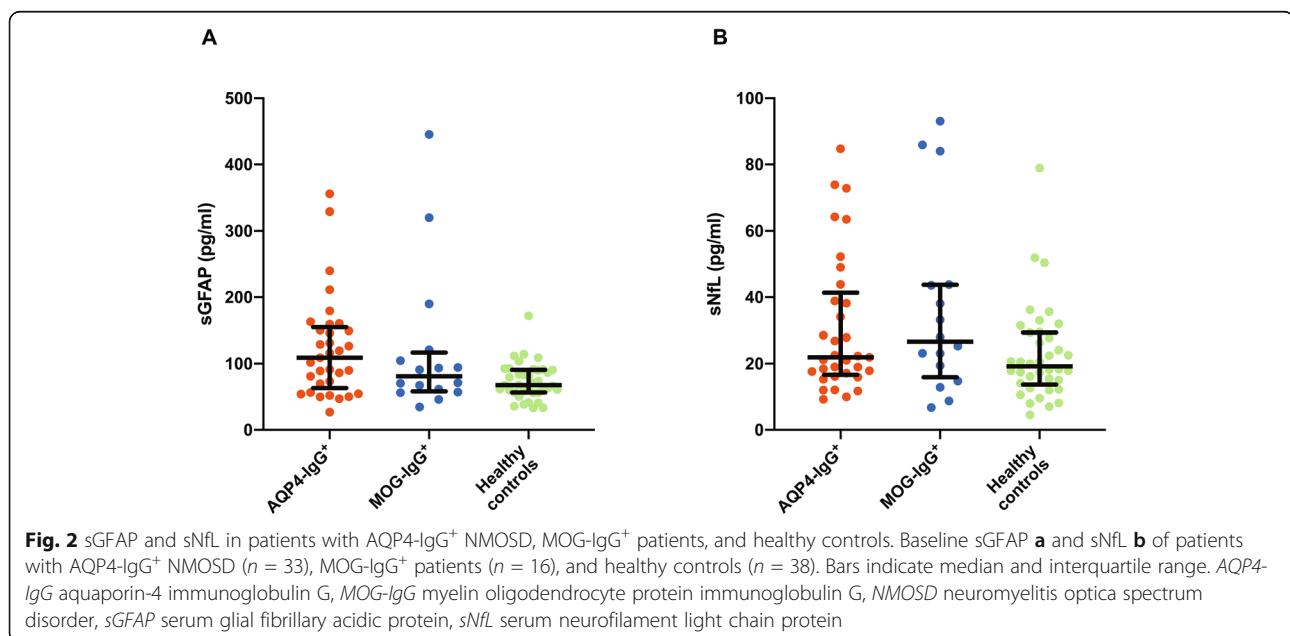 A
B
500
400
300
200
100
0
sGFAP (pg/ml)
AQP4-IgG⁺
MOG-IgG⁺
Healthy
controls
100
80
60
40
20
0
sNfL (pg/ml)
AQP4-IgG⁺
MOG-IgG⁺
Healthy
controls
Fig. 2 sGFAP and sNfL in patients with AQP4-IgG⁺ NMOSD, MOG-IgG⁺ patients, and healthy controls. Baseline sGFAP a and sNfL b of patients
with AQP4-IgG⁺ NMOSD (n = 33), MOG-IgG⁺ patients (n = 16), and healthy controls (n = 38). Bars indicate median and interquartile range. AQP4-
IgG aquaporin-4 immunoglobulin G, MOG-IgG myelin oligodendrocyte protein immunoglobulin G, NMOSD neuromyelitis optica spectrum
disorder, sGFAP serum glial fibrillary acidic protein, sNfL serum neurofilament light chain protein